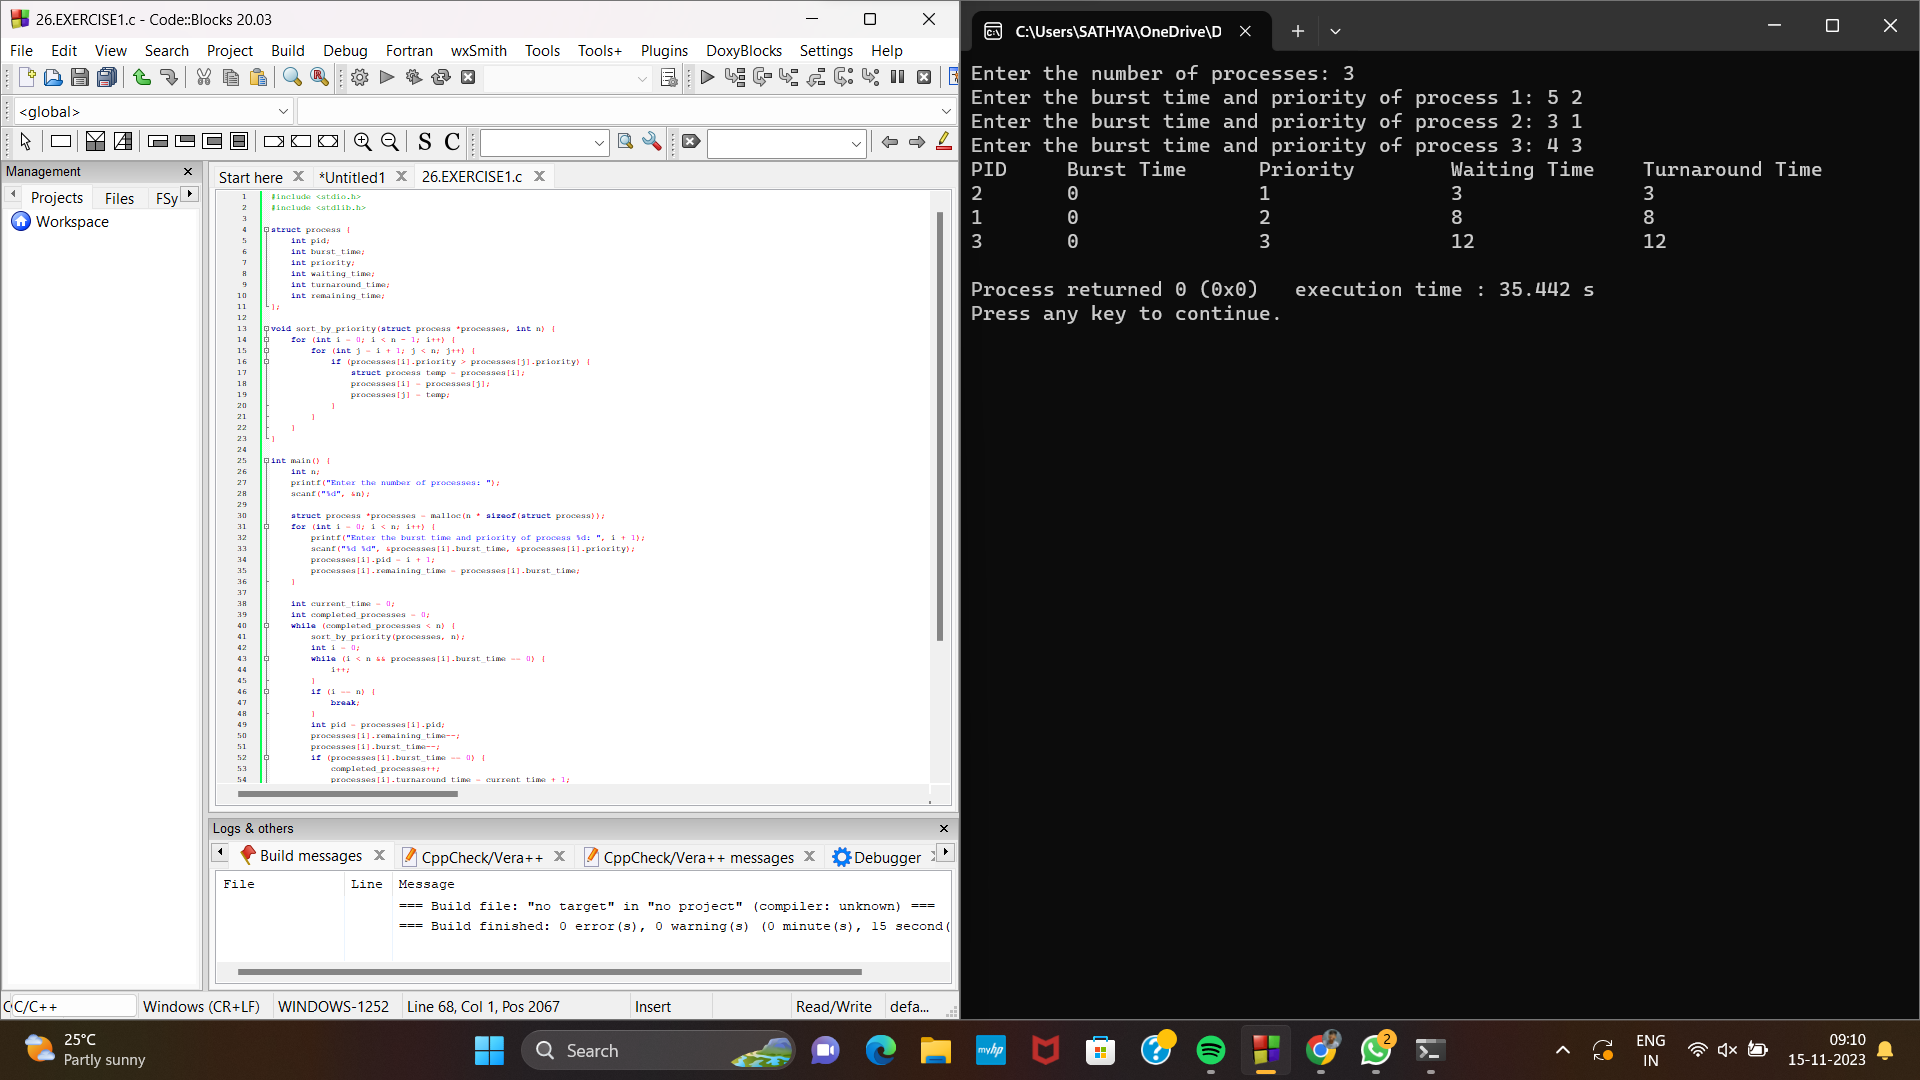 26.EXERCISE1.c - Code::Blocks 20.03
File Edit View Search Project Build Debug Fortran wxSmith Tools Tools+ Plugins DoxyBlocks Settings Help
<global>
S C
Management
Projects Files FSy
Workspace
Start here *Untitled1 26.EXERCISE1.c
1 #include <stdio.h>
2 #include <stdlib.h>
3
4 struct process {
5 int pid;
6 int burst_time;
7 int priority;
8 int waiting_time;
9 int turnaround_time;
10 int remaining_time;
11 };
12
13 void sort_by_priority(struct process *processes, int n) {
14 for (int i = 0; i < n - 1; i++) {
15 for (int j = i + 1; j < n; j++) {
16 if (processes[i].priority > processes[j].priority) {
17 struct process temp = processes[i];
18 processes[i] = processes[j];
19 processes[j] = temp;
20 }
21 }
22 }
23 }
24
25 int main() {
26 int n;
27 printf("Enter the number of processes: ");
28 scanf("%d", &n);
29
30 struct process *processes = malloc(n * sizeof(struct process));
31 for (int i = 0; i < n; i++) {
32 printf("Enter the burst time and priority of process %d: ", i + 1);
33 scanf("%d %d", &processes[i].burst_time, &processes[i].priority);
34 processes[i].pid = i + 1;
35 processes[i].remaining_time = processes[i].burst_time;
36 }
37
38 int current_time = 0;
39 int completed_processes = 0;
40 while (completed_processes < n) {
41 sort_by_priority(processes, n);
42 int i = 0;
43 while (i < n && processes[i].burst_time == 0) {
44 i++;
45 }
46 if (i == n) {
47 break;
48 }
49 int pid = processes[i].pid;
50 processes[i].remaining_time--;
51 processes[i].burst_time--;
52 if (processes[i].burst_time == 0) {
53 completed_processes++;
54 processes[i].turnaround_time = current_time + 1;
Logs & others
Build messages CppCheck/Vera++ CppCheck/Vera++ messages Debugger
File Line Message
=== Build file: "no target" in "no project" (compiler: unknown) ===
=== Build finished: 0 error(s), 0 warning(s) (0 minute(s), 15 second(
C/C++ Windows (CR+LF) WINDOWS-1252 Line 68, Col 1, Pos 2067 Insert Read/Write defa...
C:\Users\SATHYA\OneDrive\D
Enter the number of processes: 3
Enter the burst time and priority of process 1: 5 2
Enter the burst time and priority of process 2: 3 1
Enter the burst time and priority of process 3: 4 3
PID Burst Time Priority Waiting Time Turnaround Time
2 0 1 3 3
1 0 2 8 8
3 0 3 12 12
Process returned 0 (0x0) execution time : 35.442 s
Press any key to continue.
25°C
Partly sunny
Search
myhp
2
ENG
IN
09:10
15-11-2023